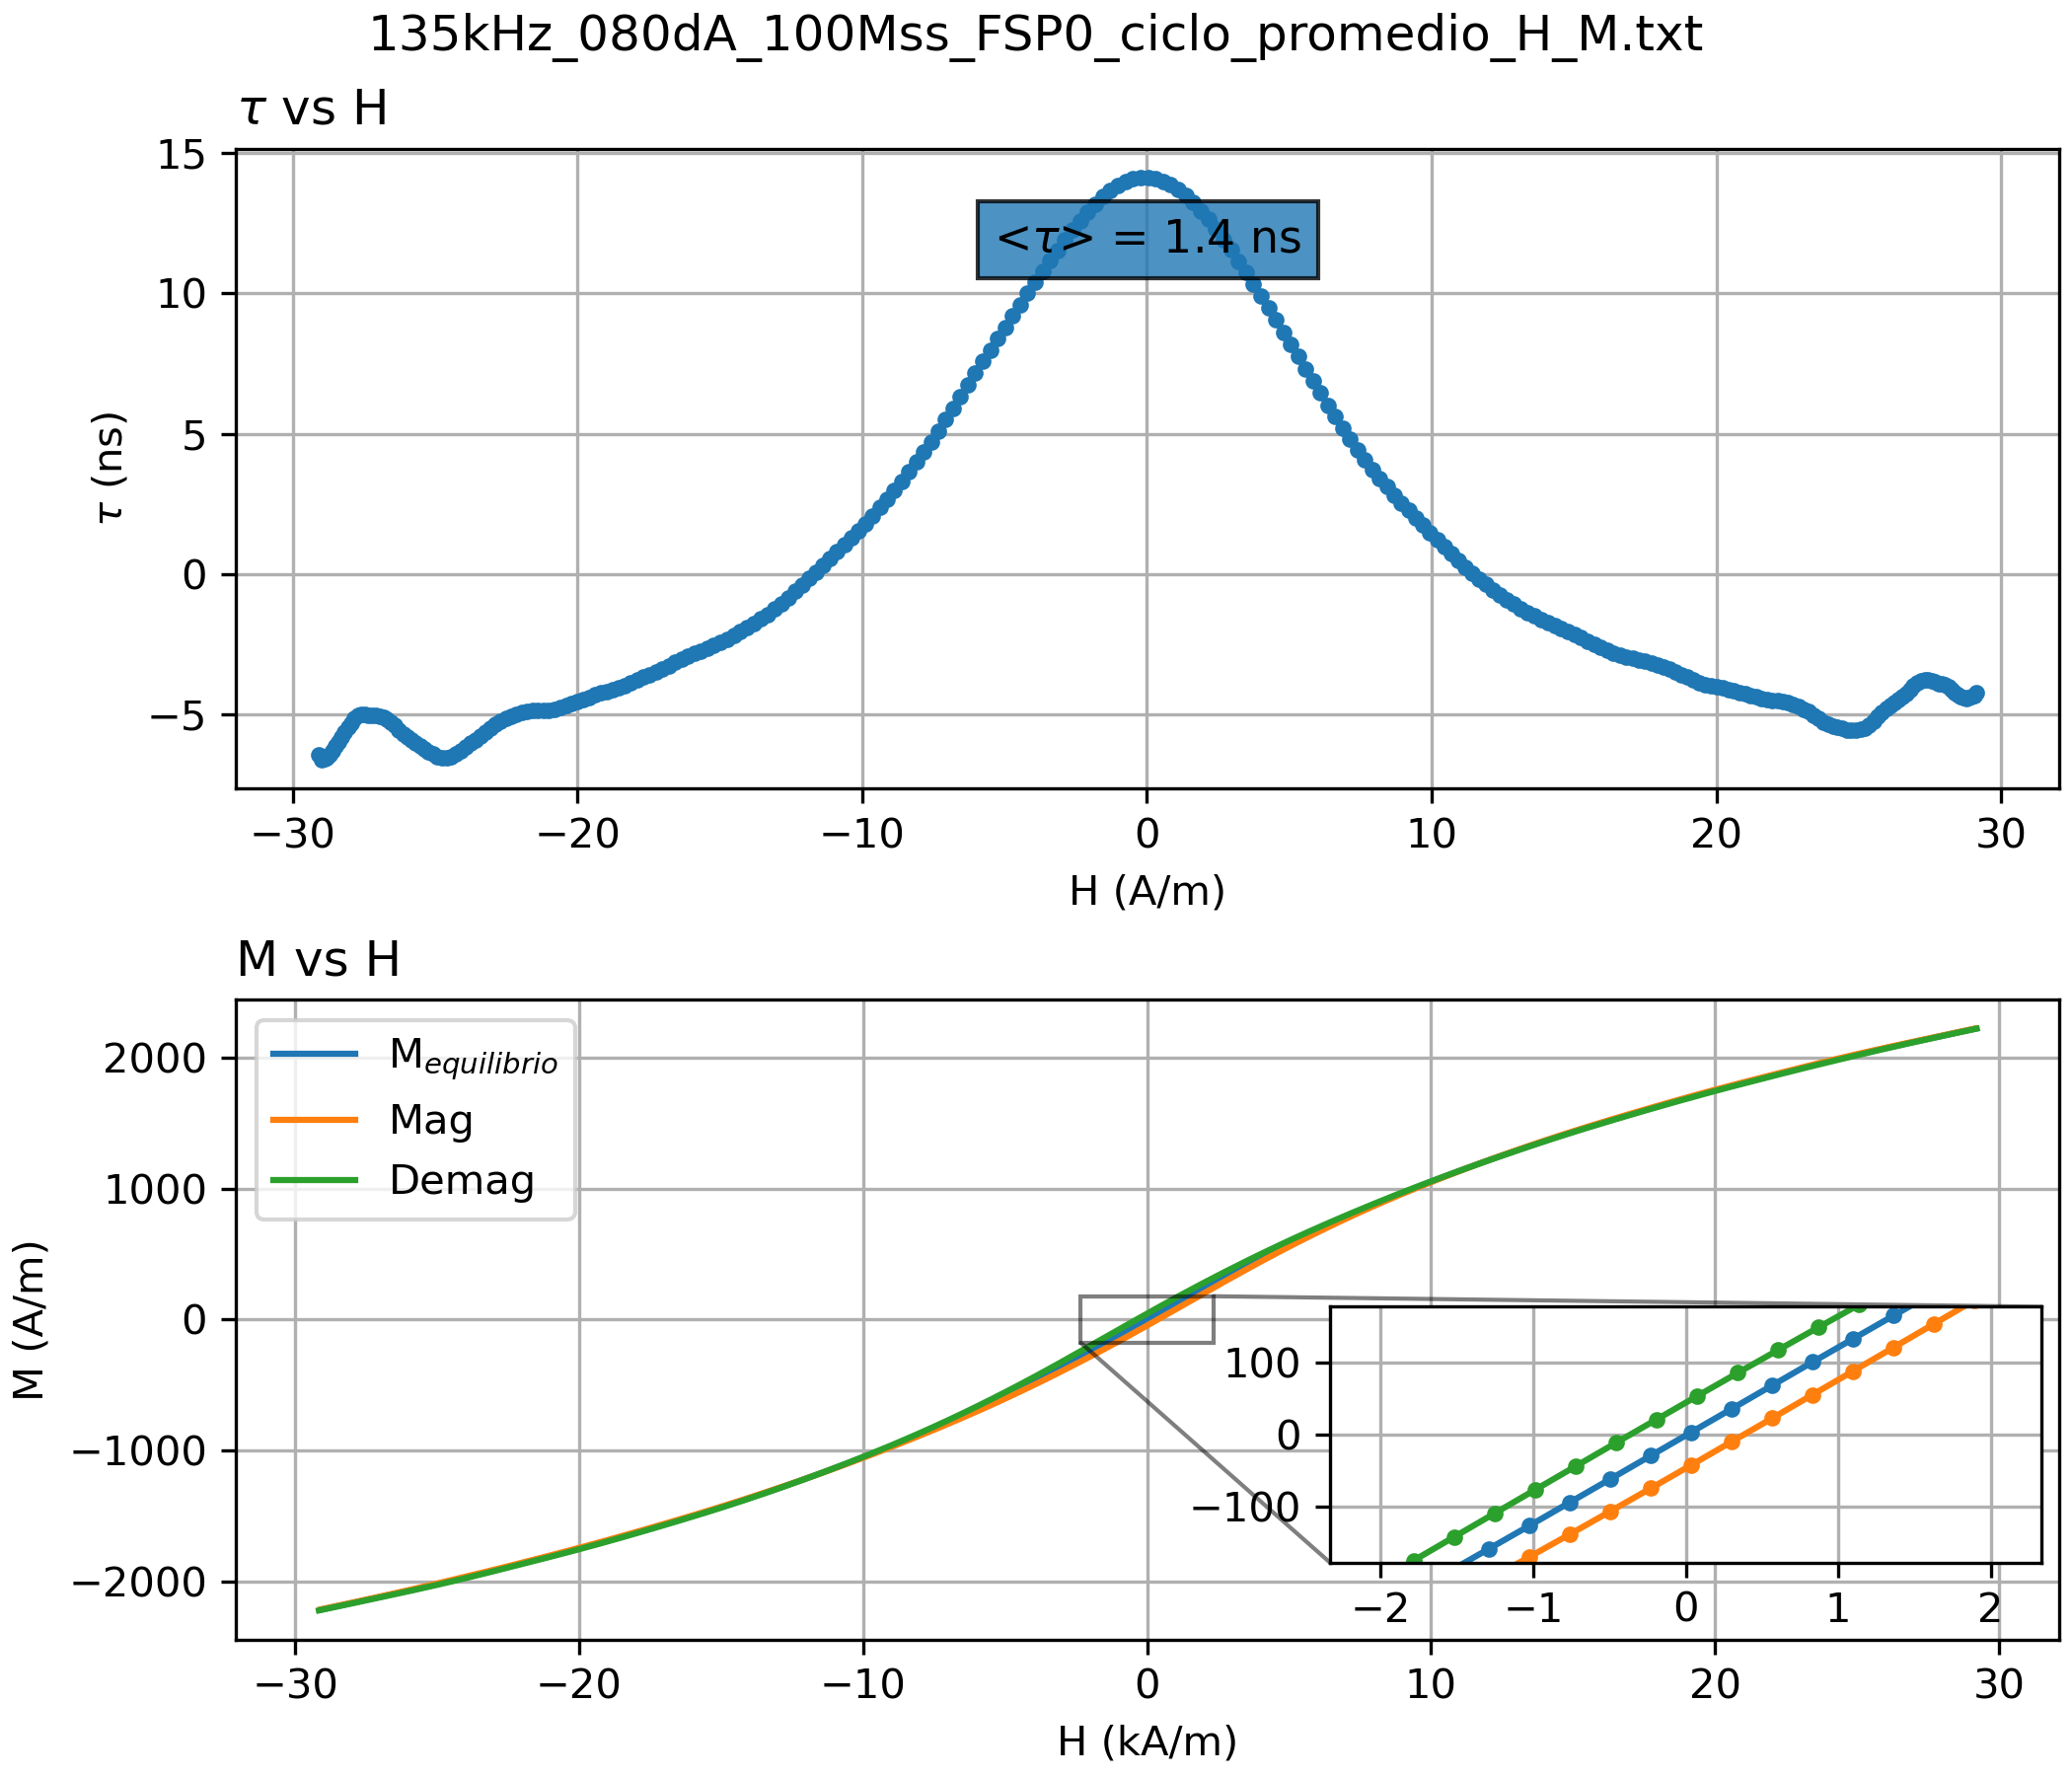 135kHz_080dA_100Mss_FSP0_ciclo_promedio_H_M.txt
τ vs H
15
10
5
0
−5
τ (ns)
<τ> = 1.4 ns
−30 −20 −10 0 10 20 30
H (A/m)
M vs H
2000
1000
0
−1000
−2000
M (A/m)
Mequilibrio
Mag
Demag
100
0
−100
−2 −1 0 1 2
−30 −20 −10 0 10 20 30
H (kA/m)